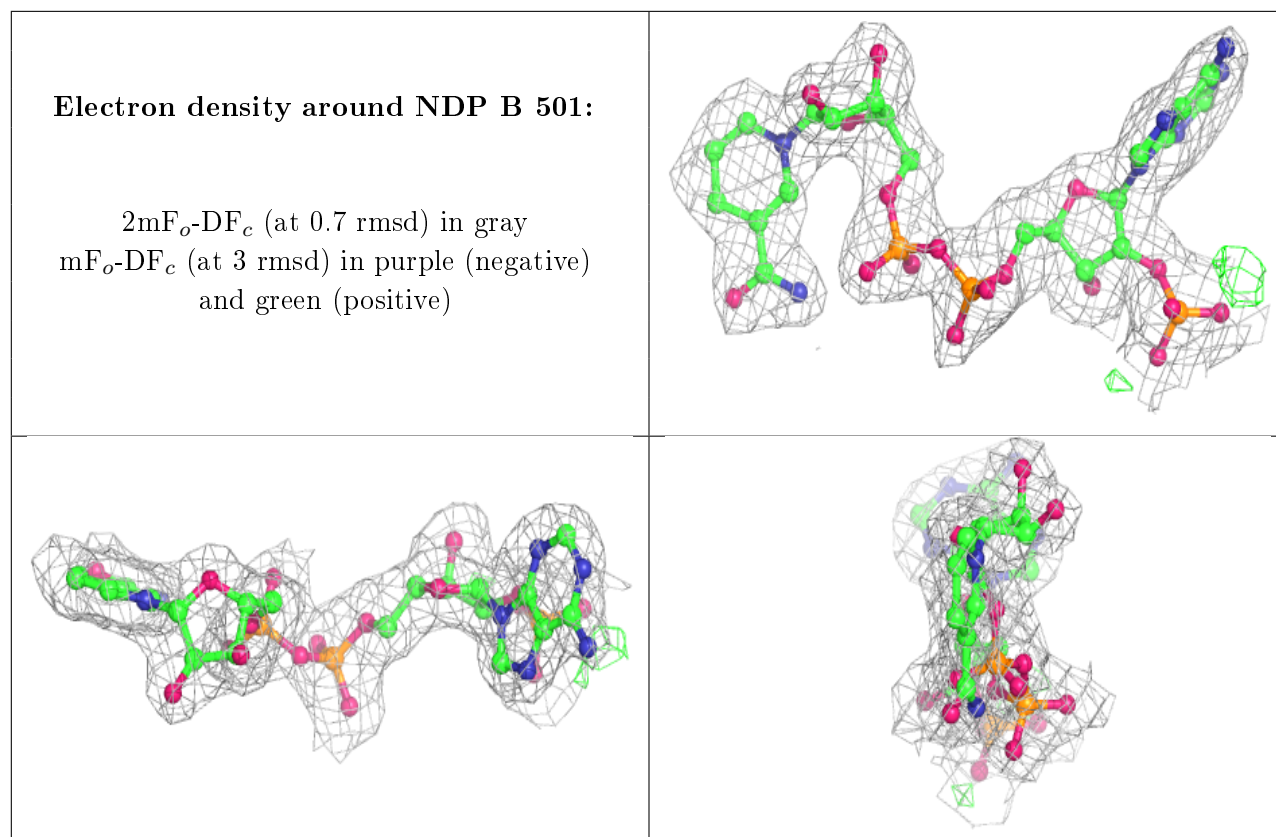 Electron density around NDP B 501:
2mFₒ-DF𝑐 (at 0.7 rmsd) in gray
mFₒ-DF𝑐 (at 3 rmsd) in purple (negative)
and green (positive)